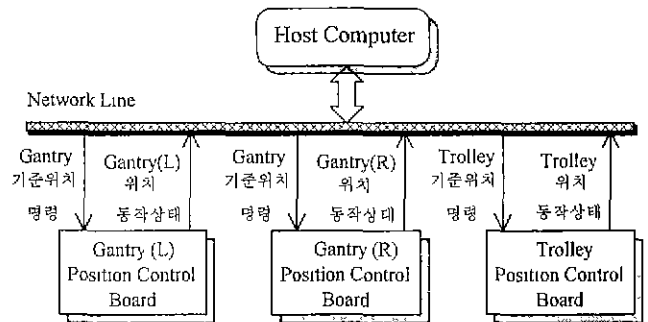 Host Computer
Network Line
Gantry
기준위치
명령
Gantry(L)
위치
동작상태
Gantry
기준위치
명령
Gantry(R)
위치
동작상태
Trolley
기준위치
명령
Trolley
위치
동작상태
Gantry (L)
Position Control
Board
Gantry (R)
Position Control
Board
Trolley
Position Control
Board